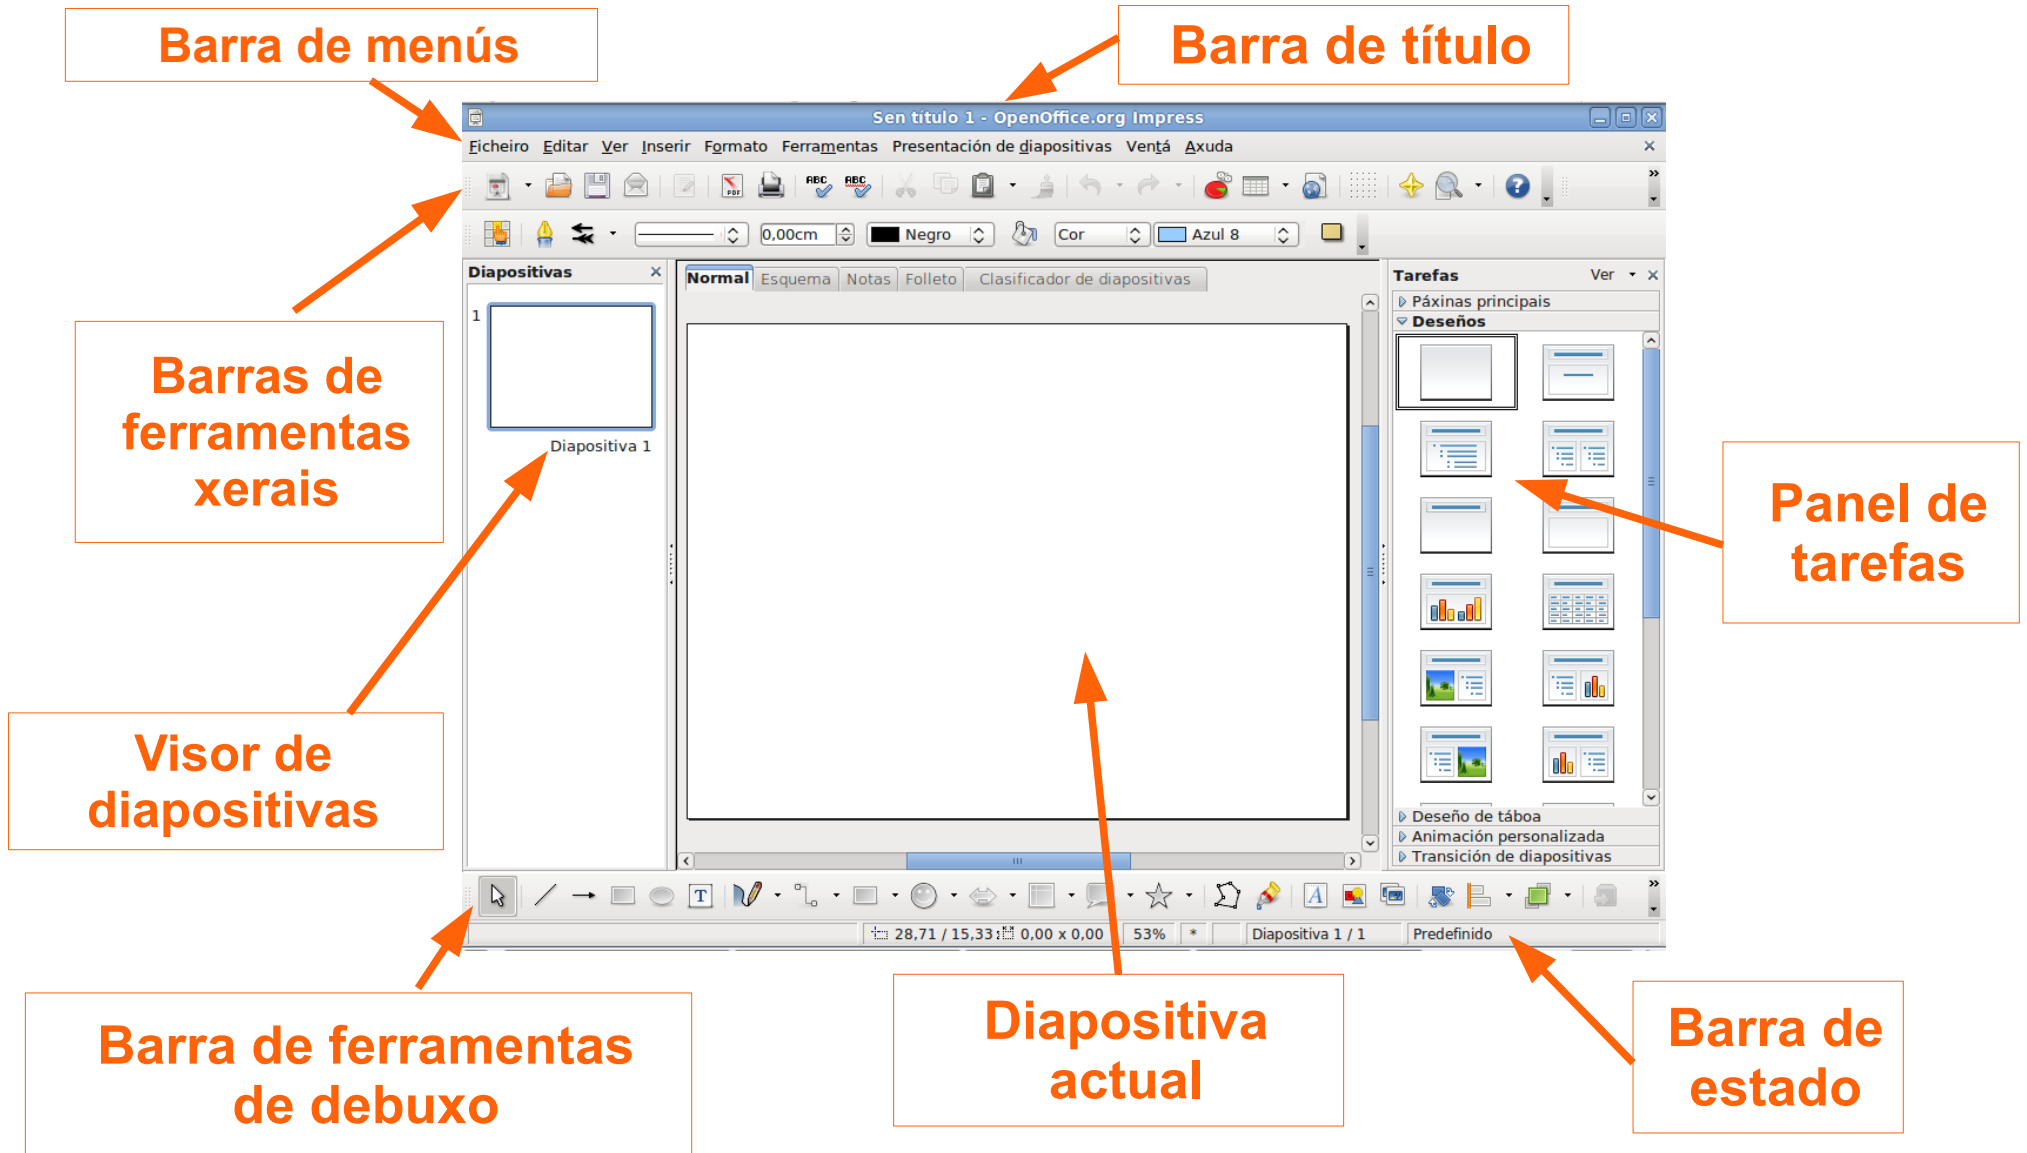 Barra de menús
Barra de título
Sen título 1 - OpenOffice.org Impress
Ficheiro Editar Ver Inserir Formato Ferramentas Presentación de diapositivas Ventá Axuda
PDF ABC ABC
0,00cm Negro Cor Azul 8
Diapositivas
Normal Esquema Notas Folleto Clasificador de diapositivas
Tarefas Ver
Páxinas principais
Deseños
1
Diapositiva 1
Barras de
ferramentas
xerais
Panel de
tarefas
Visor de
diapositivas
Deseño de táboa
Animación personalizada
Transición de diapositivas
T A
28,71 / 15,33 0,00 x 0,00 53% * Diapositiva 1 / 1 Predefinido
Barra de ferramentas
de debuxo
Diapositiva
actual
Barra de
estado